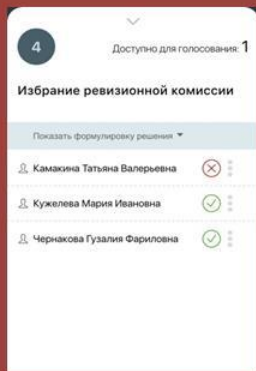 4
Доступно для голосования: 1
Избрание ревизионной комиссии
Показать формулировку решения
Камакина Татьяна Валерьевна
Кужелева Мария Ивановна
Чернакова Гузалия Фариловна